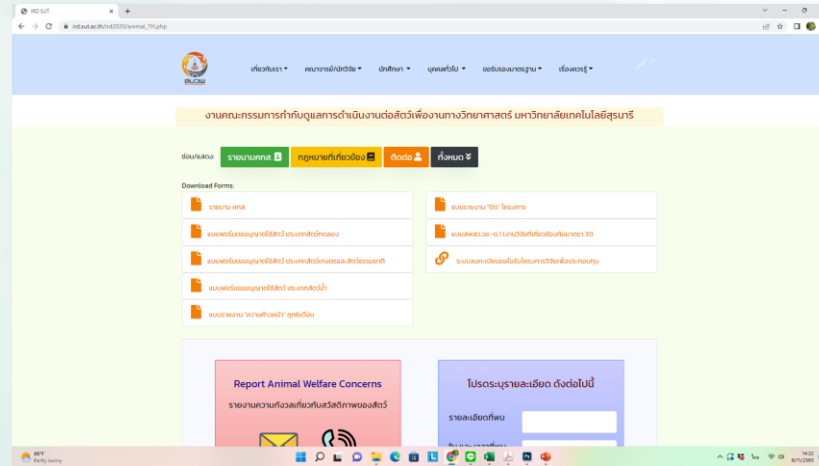 IRD SUT
ird.sut.ac.th/ird2020/animal_TH.php
เกี่ยวกับเรา
คณาจารย์/นักวิจัย
นักศึกษา
บุคคลทั่วไป
ขอรับรองมาตรฐาน
เรื่องควรรู้
งานคณะกรรมการกำกับดูแลการดำเนินงานต่อสัตว์เพื่องานทางวิทยาศาสตร์ มหาวิทยาลัยเทคโนโลยีสุรนารี
ซ่อน/แสดง:
รายนามคกส.
กฎหมายที่เกี่ยวข้อง
ติดต่อ
ทั้งหมด
Download Forms:
รายนาม คกส.
แบบฟอร์มขออนุญาตใช้สัตว์ ประเภทสัตว์ทดลอง
แบบฟอร์มขออนุญาตใช้สัตว์ ประเภทสัตว์เกษตรและสัตว์ธรรมชาติ
แบบฟอร์มขออนุญาตใช้สัตว์ ประเภทสัตว์น้ำ
แบบรายงาน "ความก้าวหน้า" ทุก6เดือน
แบบรายงาน "ปิด" โครงการ
ระบบลงทะเบียนขอใบรับโครงการวิจัยเพื่อประกอบทุน
Report Animal Welfare Concerns
รายงานความกังวลเกี่ยวกับสวัสดิภาพของสัตว์
โปรดระบุรายละเอียด ดังต่อไปนี้
รายละเอียดที่พบ
88°F
Partly sunny
ไทย
14:22